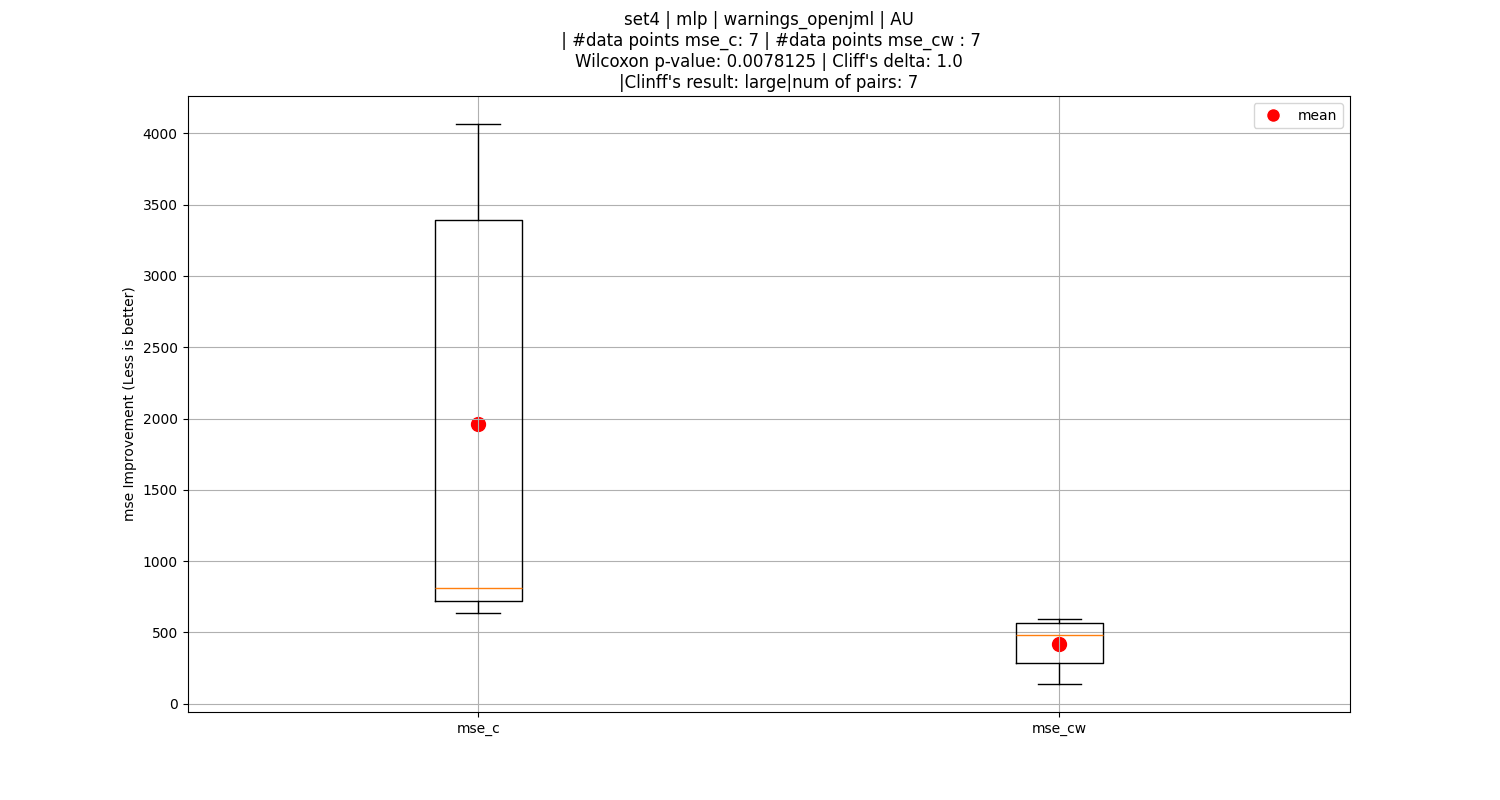 set4 | mlp | warnings_openjml | AU
| #data points mse_c: 7 | #data points mse_cw : 7
Wilcoxon p-value: 0.0078125 | Cliff's delta: 1.0
|Clinff's result: large|num of pairs: 7
mean
4000
3500
3000
2500
2000
1500
1000
500
0
mse Improvement (Less is better)
mse_c
mse_cw